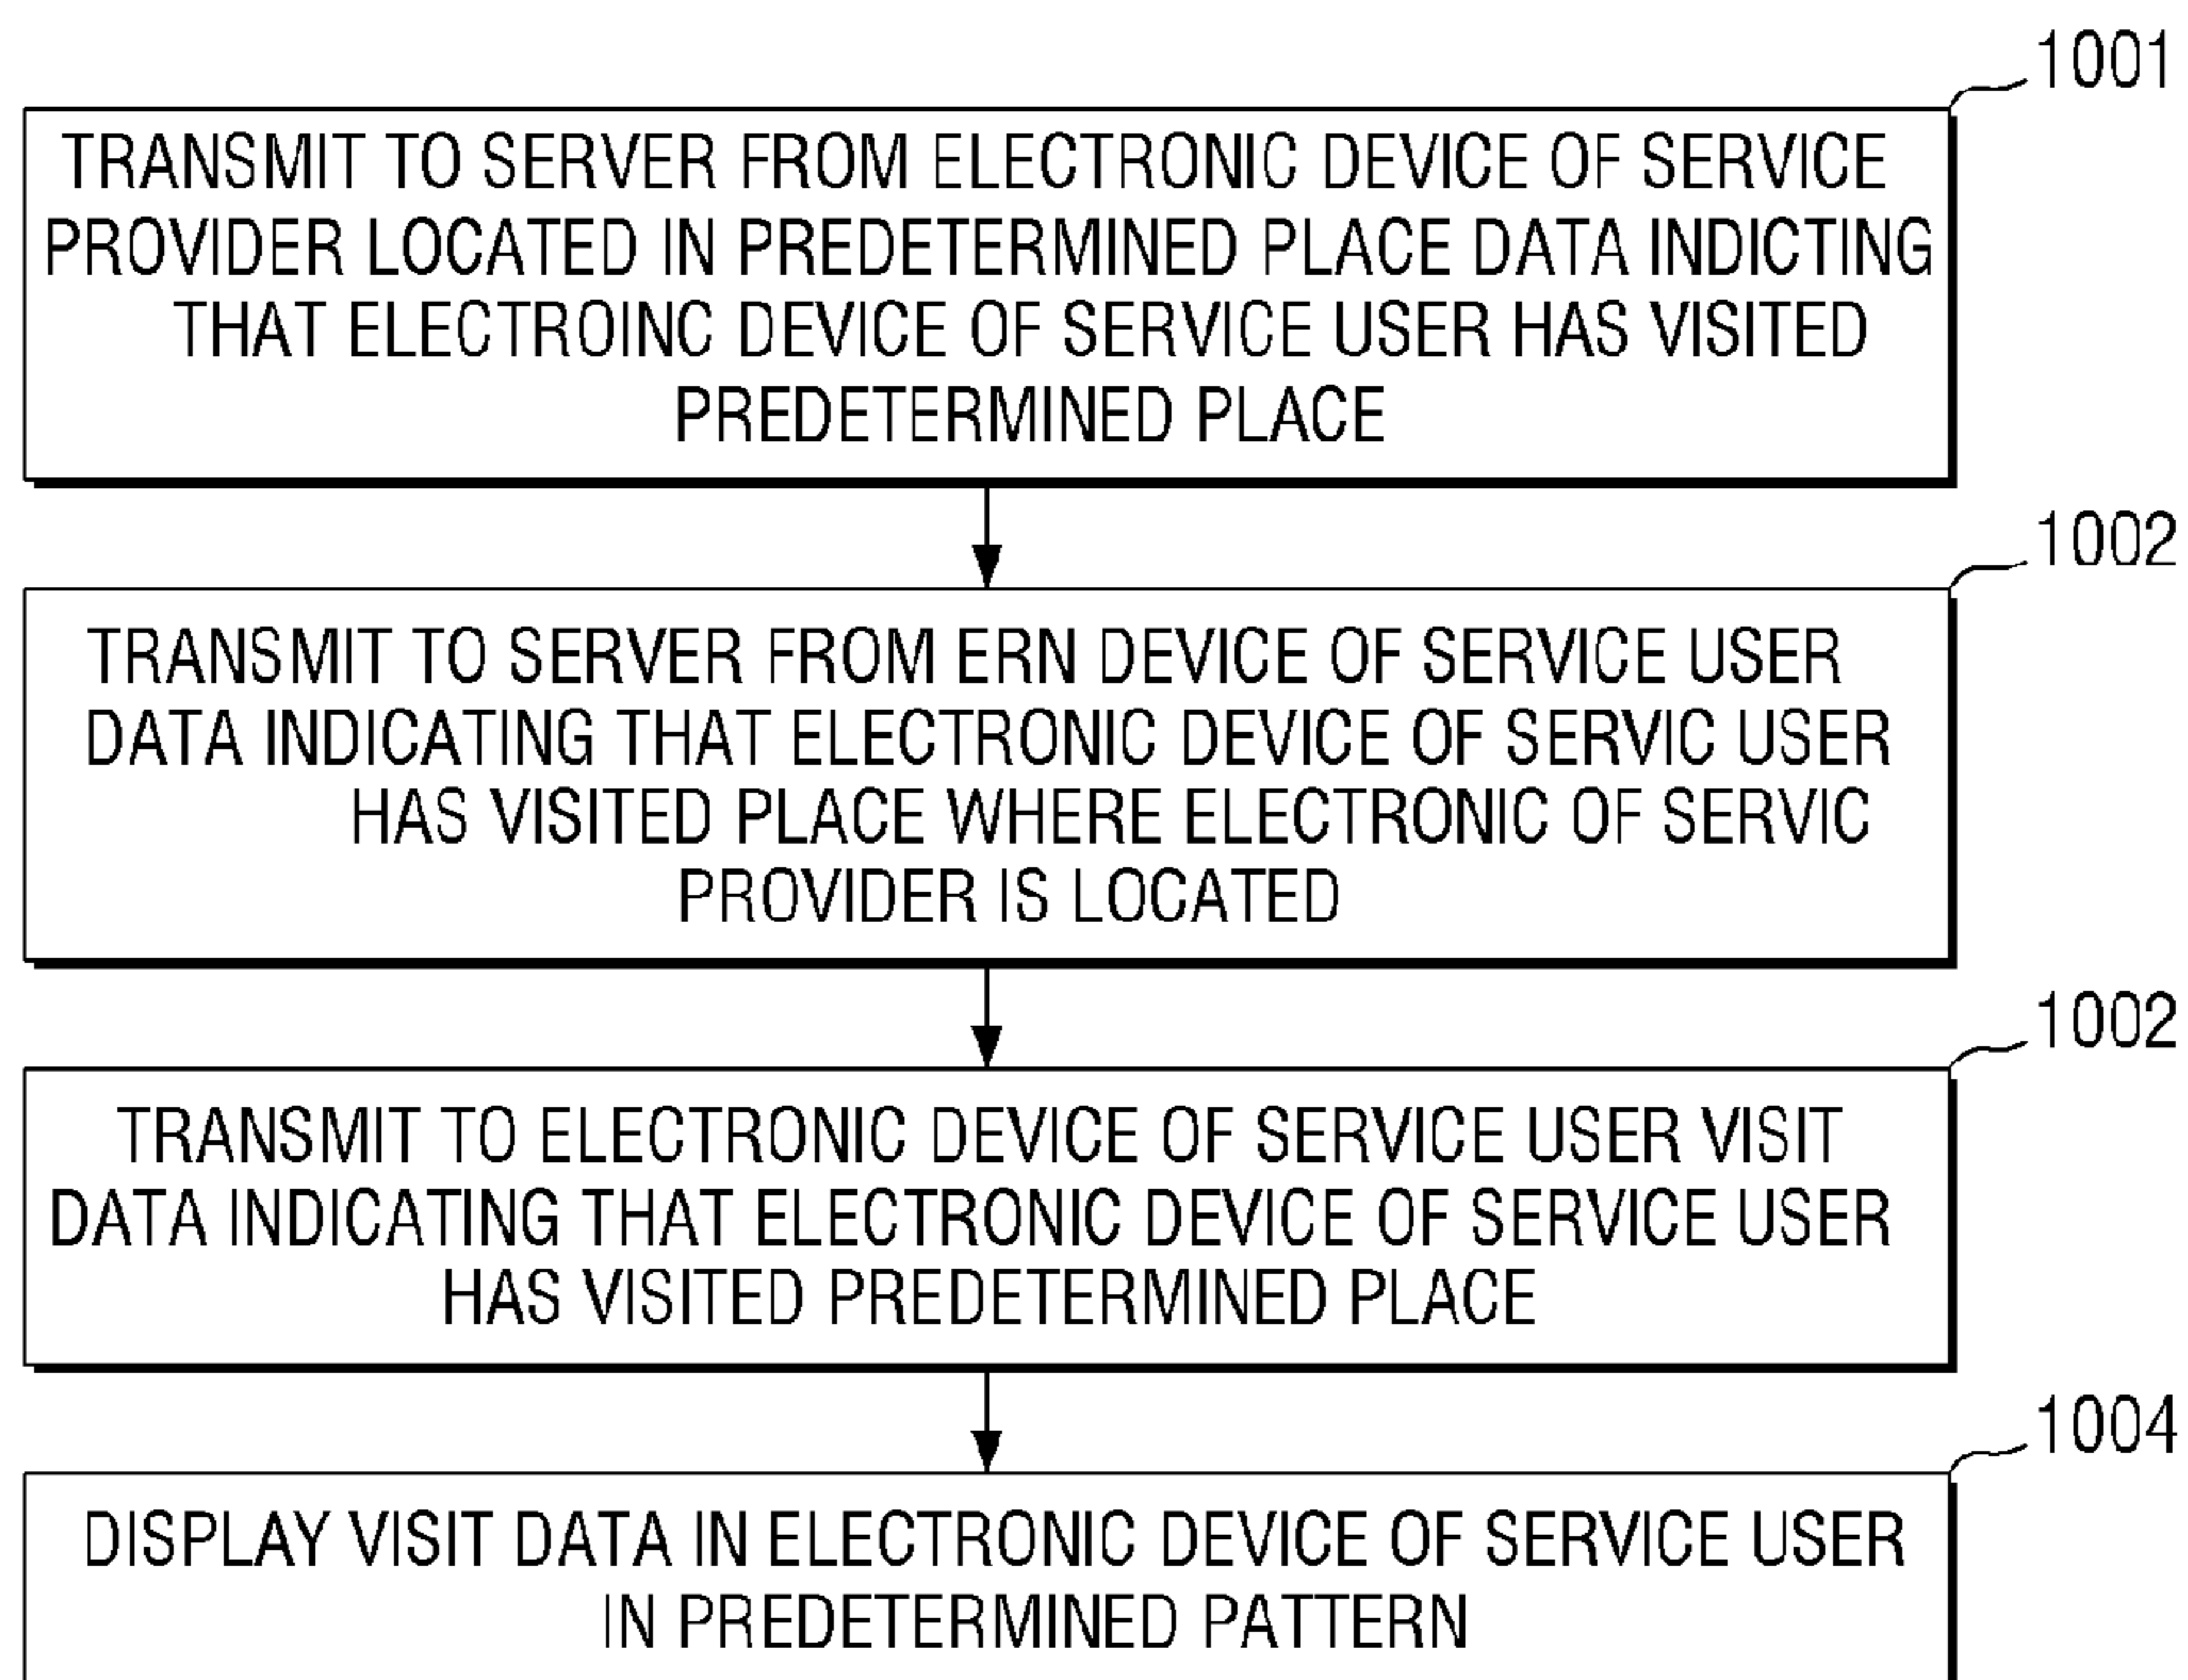 1001
TRANSMIT TO SERVER FROM ELECTRONIC DEVICE OF SERVICE
PROVIDER LOCATED IN PREDETERMINED PLACE DATA INDICTING
THAT ELECTROINC DEVICE OF SERVICE USER HAS VISITED
PREDETERMINED PLACE
1002
TRANSMIT TO SERVER FROM ERN DEVICE OF SERVICE USER
DATA INDICATING THAT ELECTRONIC DEVICE OF SERVIC USER
HAS VISITED PLACE WHERE ELECTRONIC OF SERVIC
PROVIDER IS LOCATED
1002
TRANSMIT TO ELECTRONIC DEVICE OF SERVICE USER VISIT
DATA INDICATING THAT ELECTRONIC DEVICE OF SERVICE USER
HAS VISITED PREDETERMINED PLACE
1004
DISPLAY VISIT DATA IN ELECTRONIC DEVICE OF SERVICE USER
IN PREDETERMINED PATTERN